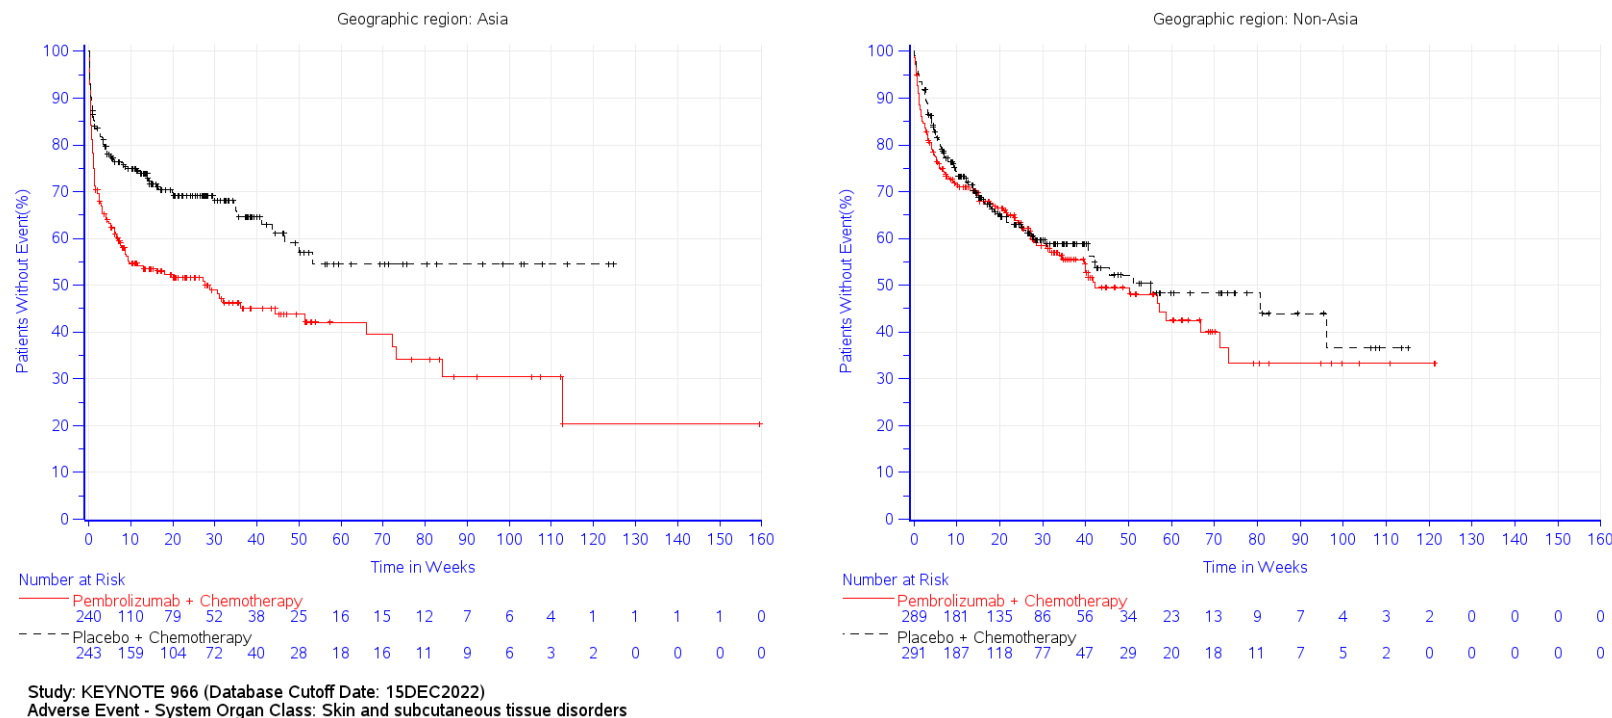 Geographic region: Asia
Patients Without Event(%)
100
90
80
70
60
50
40
30
20
10
0
0 10 20 30 40 50 60 70 80 90 100 110 120 130 140 150 160
Time in Weeks
Number at Risk
Pembrolizumab + Chemotherapy
240 110 79 52 38 25 16 15 12 7 6 4 1 1 1 1 0
Placebo + Chemotherapy
243 159 104 72 40 28 18 16 11 9 6 3 2 0 0 0 0
Geographic region: Non-Asia
Patients Without Event(%)
100
90
80
70
60
50
40
30
20
10
0
0 10 20 30 40 50 60 70 80 90 100 110 120 130 140 150 160
Time in Weeks
Number at Risk
Pembrolizumab + Chemotherapy
289 181 135 86 56 34 23 13 9 7 4 3 2 0 0 0 0
Placebo + Chemotherapy
291 187 118 77 47 29 20 18 11 7 5 2 0 0 0 0 0
Study: KEYNOTE 966 (Database Cutoff Date: 15DEC2022)
Adverse Event - System Organ Class: Skin and subcutaneous tissue disorders